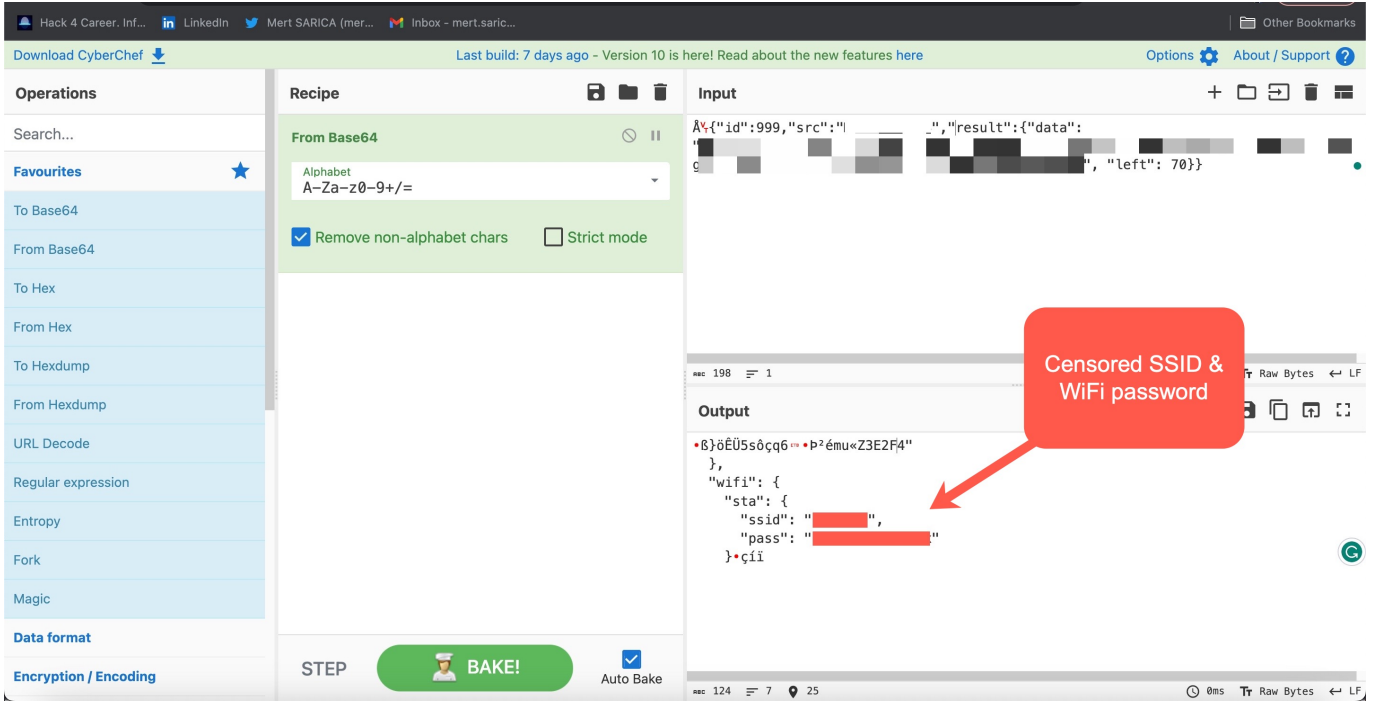 Hack 4 Career. Inf... in LinkedIn Mert SARICA (mer... Inbox - mert.saric... Other Bookmarks
Download CyberChef Last build: 7 days ago - Version 10 is here! Read about the new features here Options About / Support ?
Operations
Search...
Favourites
To Base64
From Base64
To Hex
From Hex
To Hexdump
From Hexdump
URL Decode
Regular expression
Entropy
Fork
Magic
Data format
Encryption / Encoding
Recipe
From Base64
Alphabet
A-Za-z0-9+/=
Remove non-alphabet chars Strict mode
STEP BAKE! Auto Bake
Input
{"id":999,"src":" ","result":{"data":
", "left": 70}}
198 1 Raw Bytes LF
Censored SSID &
WiFi password
Output
•ß}öÊÜ5sôçq6 •Þ²ému«Z3E2F4"
},
"wifi": {
"sta": {
"ssid": " ",
"pass": " "
}•çíï
124 7 25 0ms Raw Bytes LF